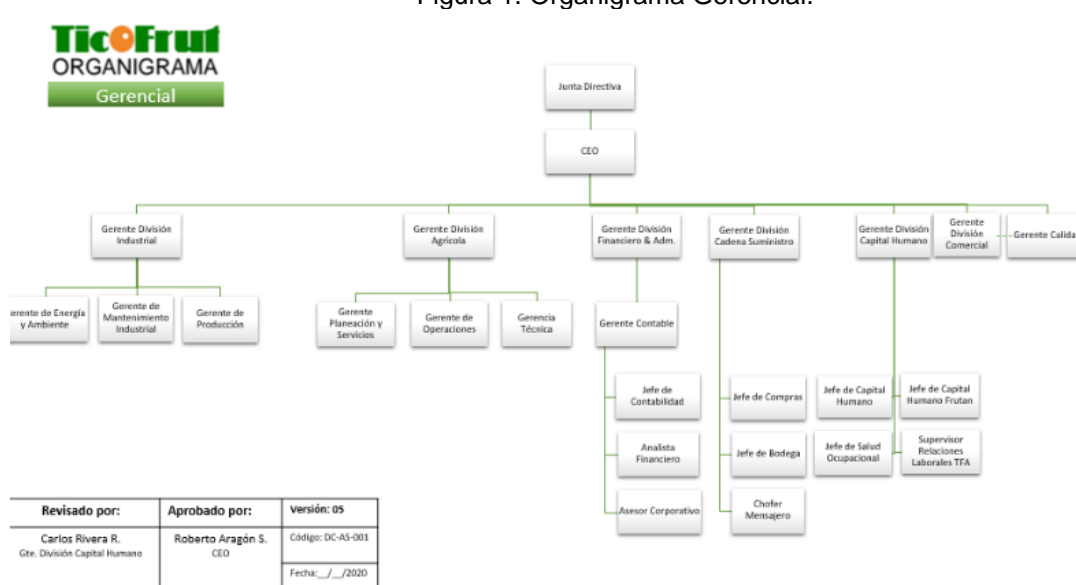 Figura 1. Organigrama Gerencial.
TicoFrut
ORGANIGRAMA
Gerencial
Junta Directiva
CEO
Gerente División
Industrial
Gerente División
Agrícola
Gerente División
Financiero & Adm.
Gerente División
Cadena Suministro
Gerente División
Capital Humano
Gerente
División
Comercial
Gerente Calida
erente de Energía
y Ambiente
Gerente de
Mantenimiento
Industrial
Gerente de
Producción
Gerente
Planeación y
Servicios
Gerente de
Operaciones
Gerencia
Técnica
Gerente Contable
Jefe de
Contabilidad
Jefe de Compras
Jefe de Capital
Humano
Jefe de Capital
Humano Frutan
Analista
Financiero
Jefe de Bodega
Jefe de Salud
Ocupacional
Supervisor
Relaciones
Laborales TFA
Asesor Corporativo
Chofer
Mensajero
Revisado por:
Aprobado por:
Versión: 05
Carlos Rivera R.
Gte. División Capital Humano
Roberto Aragón S.
CEO
Código: DC-AS-001
Fecha:__/__/2020